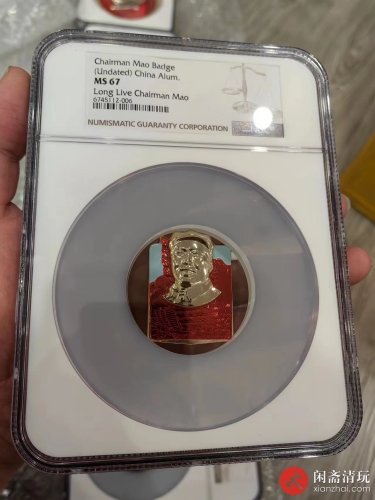 Chairman Mao Badge
(Undated) China Alum.
MS 67
Long Live Chairman Mao
6745112-006
NUMISMATIC GUARANTY CORPORATION
闲斋清玩
xianzhai.com